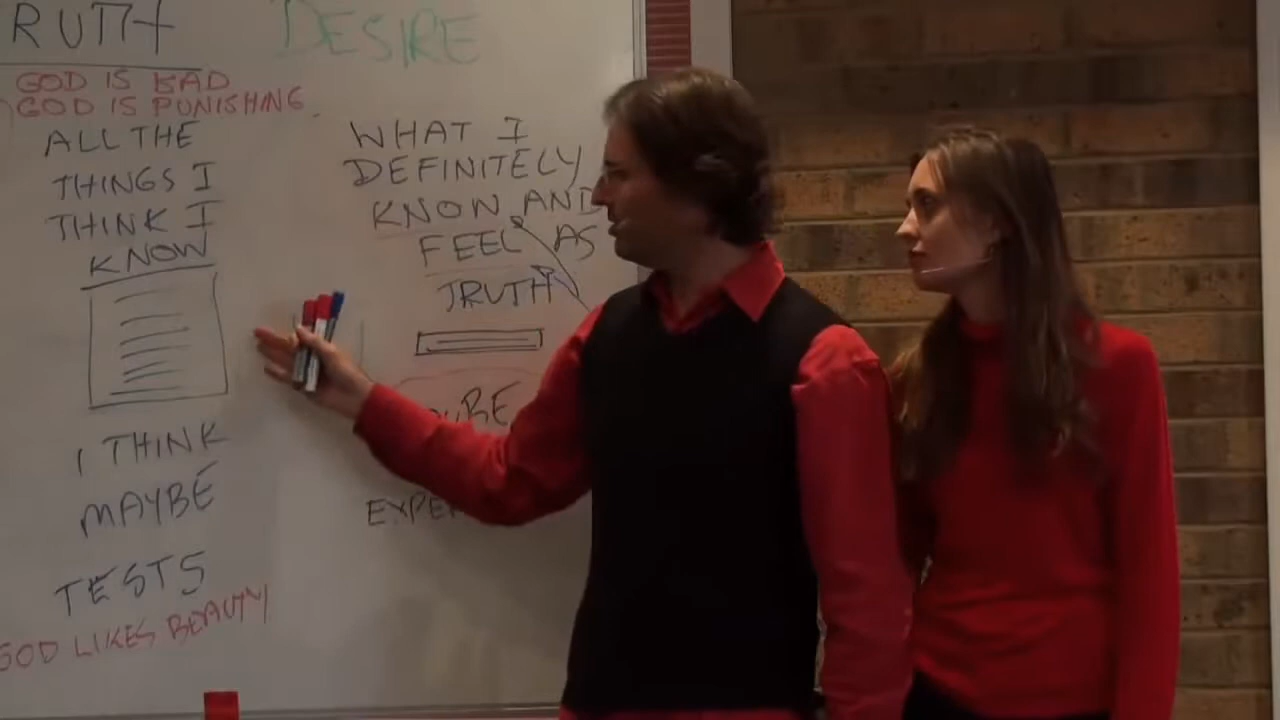 RUTH
DESIRE
GOD IS BAD
GOD IS PUNISHING
ALL THE
THINGS I
THINK I
KNOW
I THINK
MAYBE
TESTS
GOD LIKES BEAUTY
WHAT I
DEFINITELY
KNOW AND
FEEL AS
TRUTH